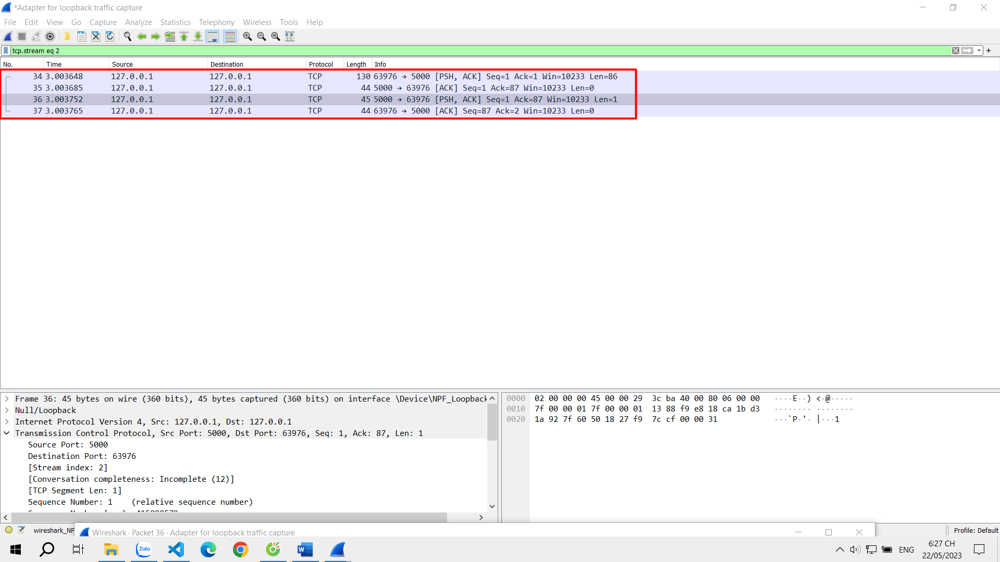 *Adapter for loopback traffic capture
File Edit View Go Capture Analyze Statistics Telephony Wireless Tools Help
tcp.stream eq 2
No. Time Source Destination Protocol Length Info
34 3.003648 127.0.0.1 127.0.0.1 TCP 130 63976 → 5000 [PSH, ACK] Seq=1 Ack=1 Win=10233 Len=86
35 3.003685 127.0.0.1 127.0.0.1 TCP 44 5000 → 63976 [ACK] Seq=1 Ack=87 Win=10233 Len=0
36 3.003752 127.0.0.1 127.0.0.1 TCP 45 5000 → 63976 [PSH, ACK] Seq=1 Ack=87 Win=10233 Len=1
37 3.003765 127.0.0.1 127.0.0.1 TCP 44 63976 → 5000 [ACK] Seq=87 Ack=2 Win=10233 Len=0
Frame 36: 45 bytes on wire (360 bits), 45 bytes captured (360 bits) on interface \Device\NPF_Loopback
Null/Loopback
Internet Protocol Version 4, Src: 127.0.0.1, Dst: 127.0.0.1
Transmission Control Protocol, Src Port: 5000, Dst Port: 63976, Seq: 1, Ack: 87, Len: 1
Source Port: 5000
Destination Port: 63976
[Stream index: 2]
[Conversation completeness: Incomplete (12)]
[TCP Segment Len: 1]
Sequence Number: 1 (relative sequence number)
0000 02 00 00 00 45 00 00 29 3c ba 40 00 80 06 00 00 ····E··) <·@·····
0010 7f 00 00 01 7f 00 00 01 13 88 f9 e8 18 ca 1b d3 ········ ········
0020 1a 92 7f 60 50 18 27 f9 7c cf 00 00 31 ···`P·'· |···1
wireshark_NP
Wireshark · Packet 36 · Adapter for loopback traffic capture
Profile: Default
Zalo
ENG
6:27 CH
22/05/2023